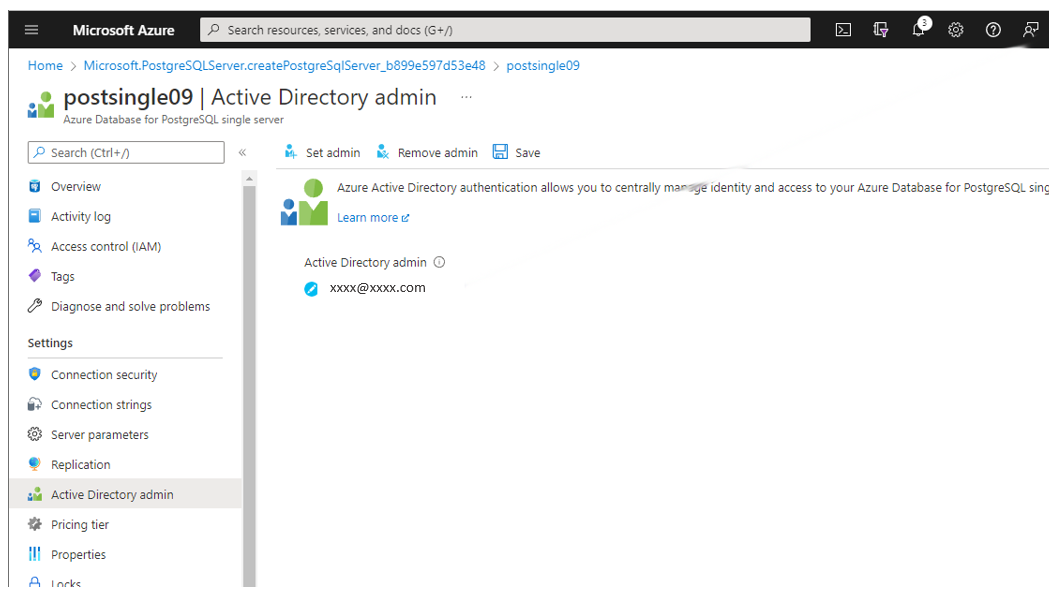 Microsoft Azure
Search resources, services, and docs (G+/)
3
Home > Microsoft.PostgreSQLServer.createPostgreSqlServer_b899e597d53e48 > postsingle09
postsingle09 | Active Directory admin ...
Azure Database for PostgreSQL single server
Search (Ctrl+/)
«
Set admin
Remove admin
Save
Overview
Activity log
Access control (IAM)
Tags
Diagnose and solve problems
Settings
Connection security
Connection strings
Server parameters
Replication
Active Directory admin
Pricing tier
Properties
Locks
Azure Active Directory authentication allows you to centrally manage identity and access to your Azure Database for PostgreSQL sing
Learn more
Active Directory admin
xxxx@xxxx.com